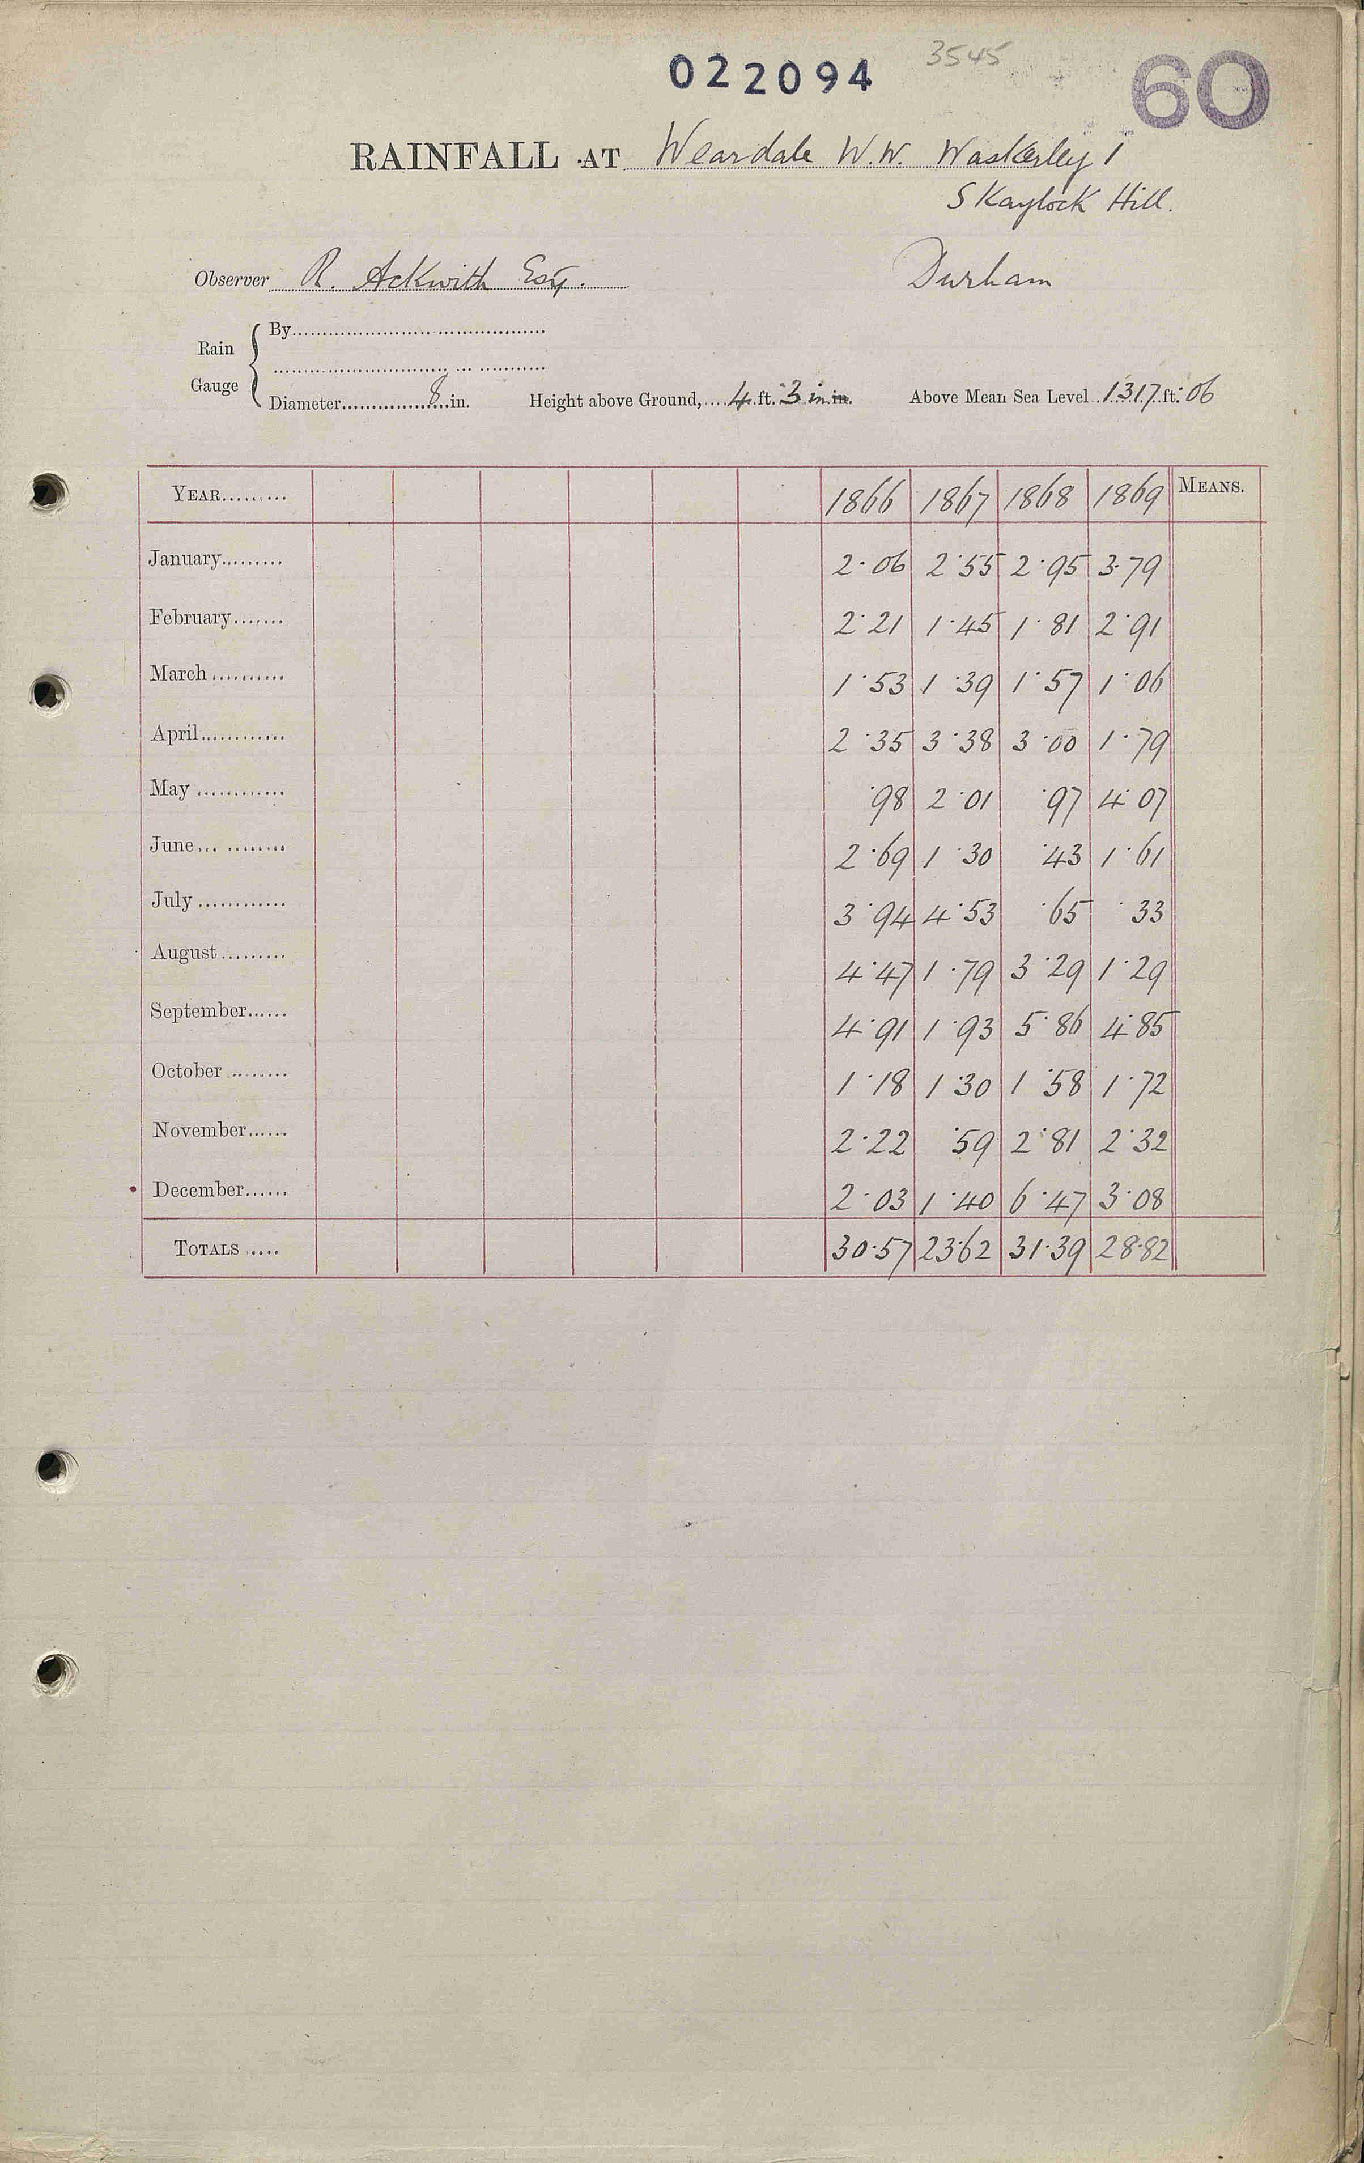 022094 3545 60
RAINFALL AT Weardale W.W. Waskerley 1
Skaylock Hill.
Observer R. Ackwith Esq. Durham
Rain Gauge
By
Diameter 8 in. Height above Ground, 4 ft. 3 in in. Above Mean Sea Level 1317 ft. 06
YEAR 1866 1867 1868 1869 MEANS.
January 2.06 2.55 2.95 3.79
February 2.21 1.45 1.81 2.91
March 1.53 1.39 1.57 1.06
April 2.35 3.38 3.00 1.79
May .98 2.01 .97 4.07
June 2.69 1.30 .43 1.61
July 3.94 4.53 .65 .33
August 4.47 1.79 3.29 1.29
September 4.91 1.93 5.86 4.85
October 1.18 1.30 1.58 1.72
November 2.22 .59 2.81 2.32
December 2.03 1.40 6.47 3.08
TOTALS 30.57 23.62 31.39 28.82